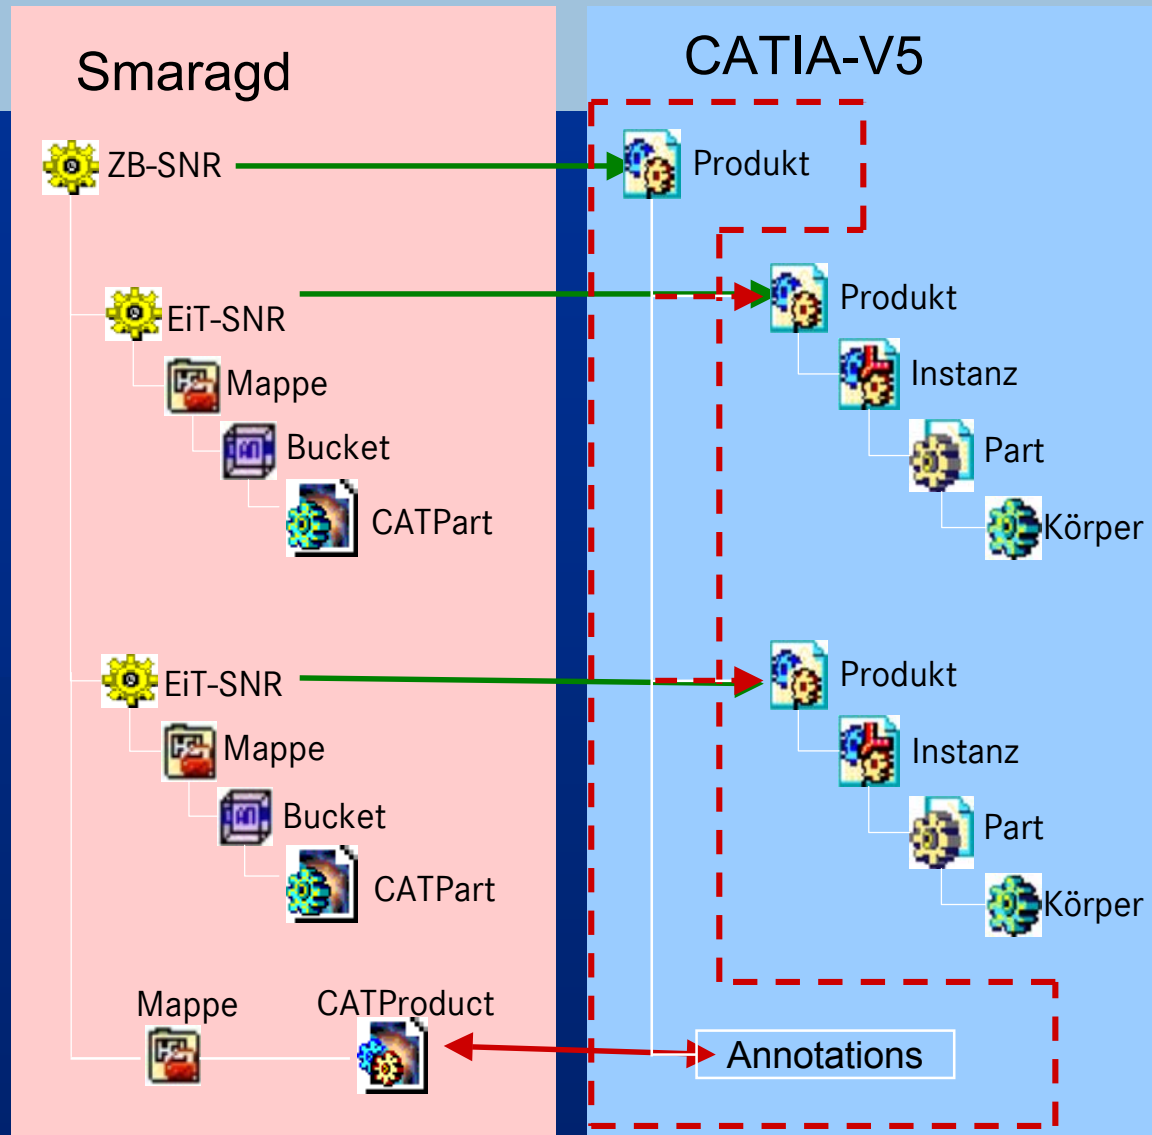 Smaragd
ZB-SNR
EiT-SNR
Mappe
Bucket
CATPart
EiT-SNR
Mappe
Bucket
CATPart
Mappe
CATProduct
CATIA-V5
Produkt
Produkt
Instanz
Part
Körper
Produkt
Instanz
Part
Körper
Annotations